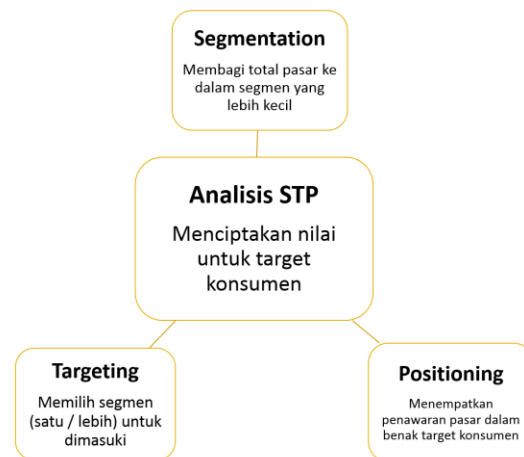 Segmentation
Membagi total pasar ke
dalam segmen yang
lebih kecil
Analisis STP
Menciptakan nilai
untuk target
konsumen
Targeting
Memilih segmen
(satu / lebih) untuk
dimasuki
Positioning
Menempatkan
penawaran pasar dalam
benak target konsumen